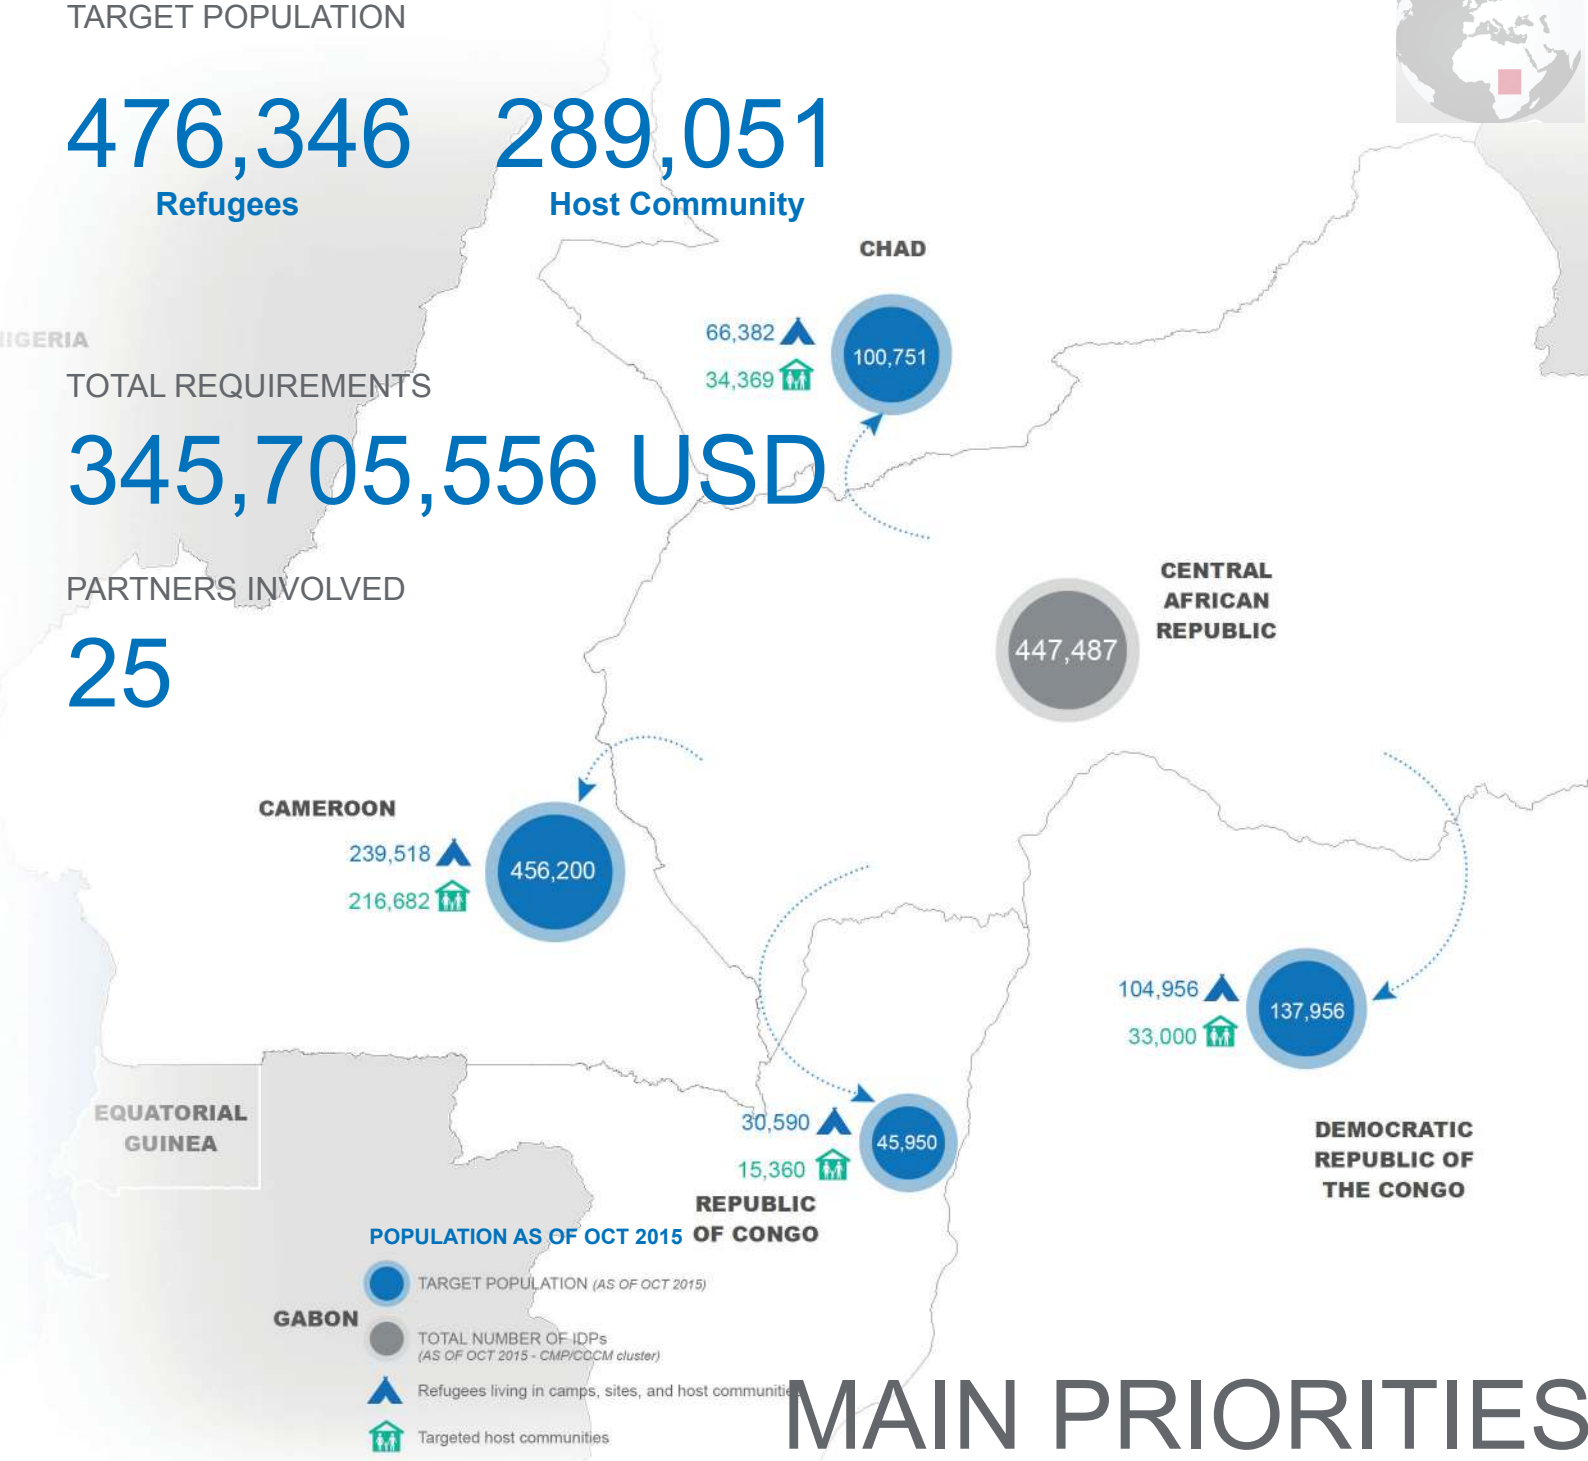 TARGET POPULATION
476,346 289,051
Refugees Host Community
CHAD
66,382
100,751
34,369
IGERIA
TOTAL REQUIREMENTS
345,705,556 USD
CENTRAL
AFRICAN
REPUBLIC
447,487
PARTNERS INVOLVED
25
CAMEROON
239,518
456,200
216,682
104,956
137,956
33,000
EQUATORIAL
GUINEA
30,590
45,950
15,360
REPUBLIC
OF CONGO
DEMOCRATIC
REPUBLIC OF
THE CONGO
POPULATION AS OF OCT 2015
TARGET POPULATION (AS OF OCT 2015)
GABON
TOTAL NUMBER OF IDPs
(AS OF OCT 2015 - CMP/CCCM cluster)
Refugees living in camps, sites, and host communiti
Targeted host communities
MAIN PRIORITIES